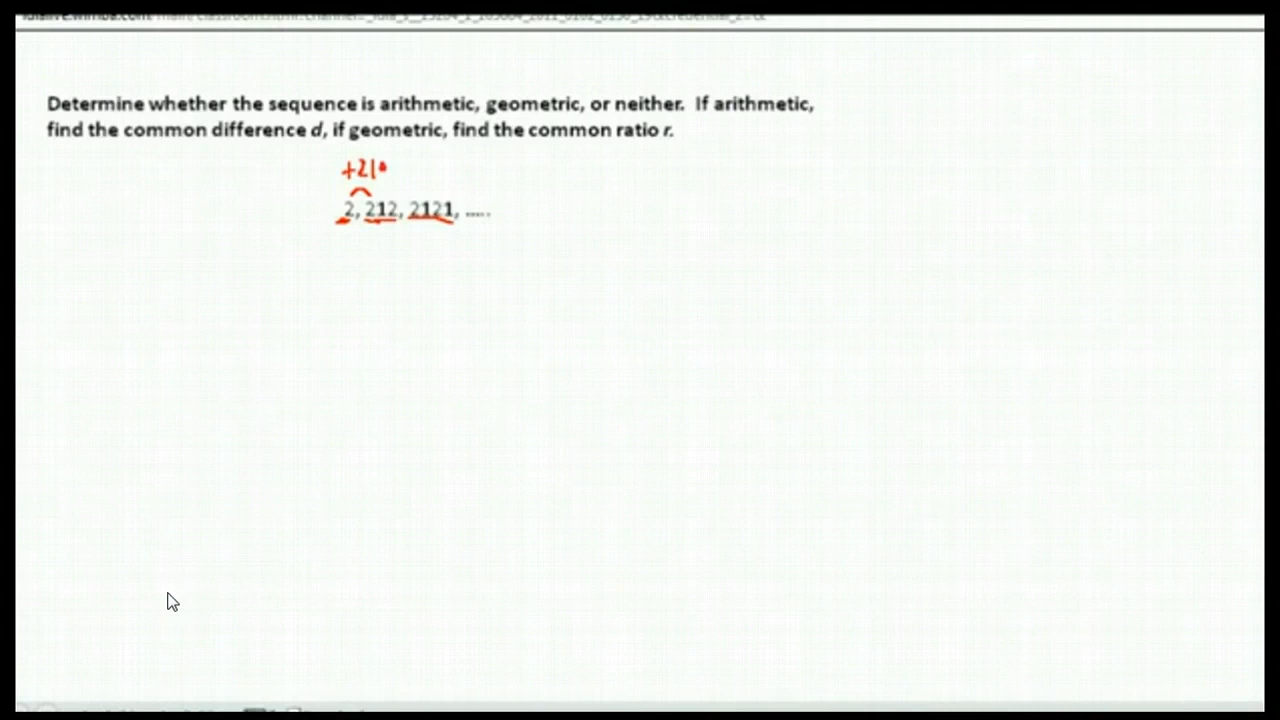 Determine whether the sequence is arithmetic, geometric, or neither. If arithmetic,
find the common difference d, if geometric, find the common ratio r.
+210
2, 212, 2121, .....